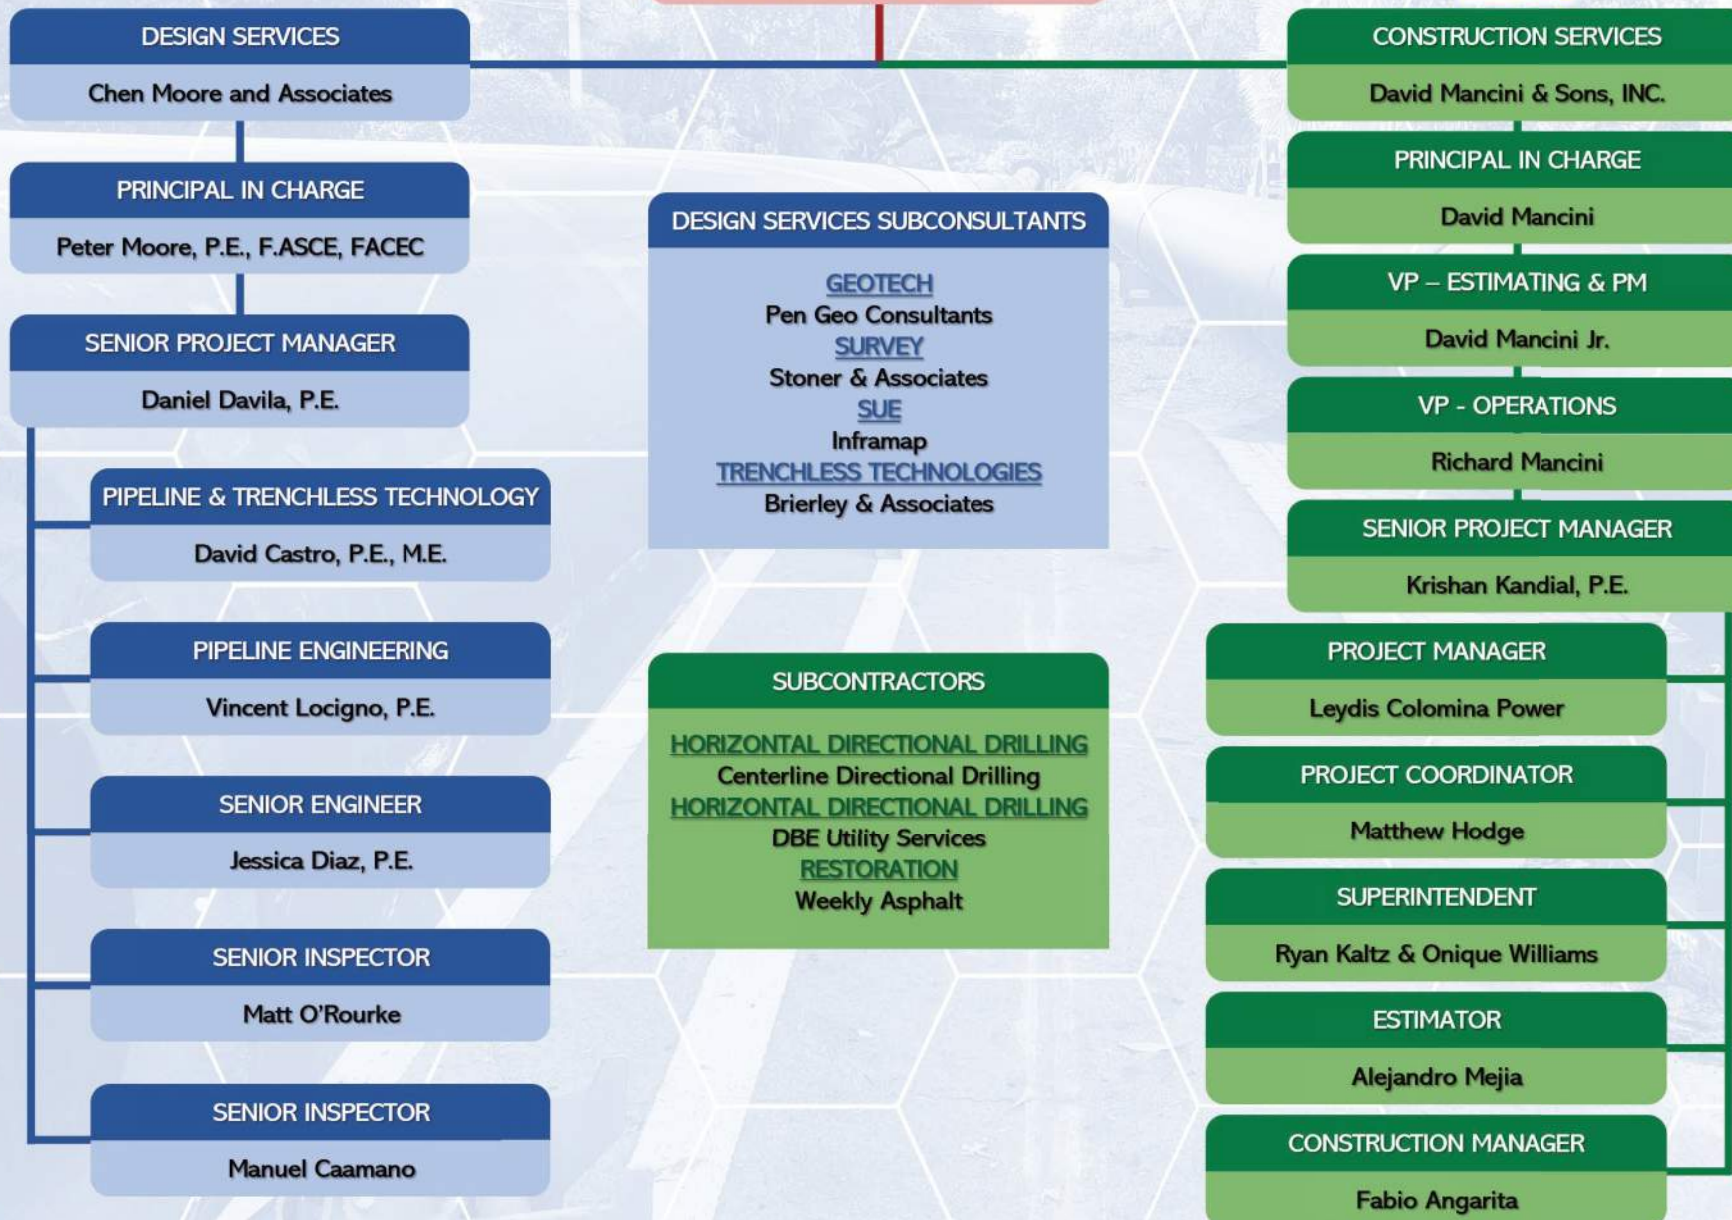 DESIGN SERVICES
Chen Moore and Associates
PRINCIPAL IN CHARGE
Peter Moore, P.E., F.ASCE, FACEC
SENIOR PROJECT MANAGER
Daniel Davila, P.E.
PIPELINE & TRENCHLESS TECHNOLOGY
David Castro, P.E., M.E.
PIPELINE ENGINEERING
Vincent Locigno, P.E.
SENIOR ENGINEER
Jessica Diaz, P.E.
SENIOR INSPECTOR
Matt O'Rourke
SENIOR INSPECTOR
Manuel Caamano
DESIGN SERVICES SUBCONSULTANTS
GEOTECH
Pen Geo Consultants
SURVEY
Stoner & Associates
SUE
Inframap
TRENCHLESS TECHNOLOGIES
Brierley & Associates
SUBCONTRACTORS
HORIZONTAL DIRECTIONAL DRILLING
Centerline Directional Drilling
HORIZONTAL DIRECTIONAL DRILLING
DBE Utility Services
RESTORATION
Weekly Asphalt
CONSTRUCTION SERVICES
David Mancini & Sons, INC.
PRINCIPAL IN CHARGE
David Mancini
VP – ESTIMATING & PM
David Mancini Jr.
VP - OPERATIONS
Richard Mancini
SENIOR PROJECT MANAGER
Krishan Kandial, P.E.
PROJECT MANAGER
Leydis Colomina Power
PROJECT COORDINATOR
Matthew Hodge
SUPERINTENDENT
Ryan Kaltz & Onique Williams
ESTIMATOR
Alejandro Mejia
CONSTRUCTION MANAGER
Fabio Angarita